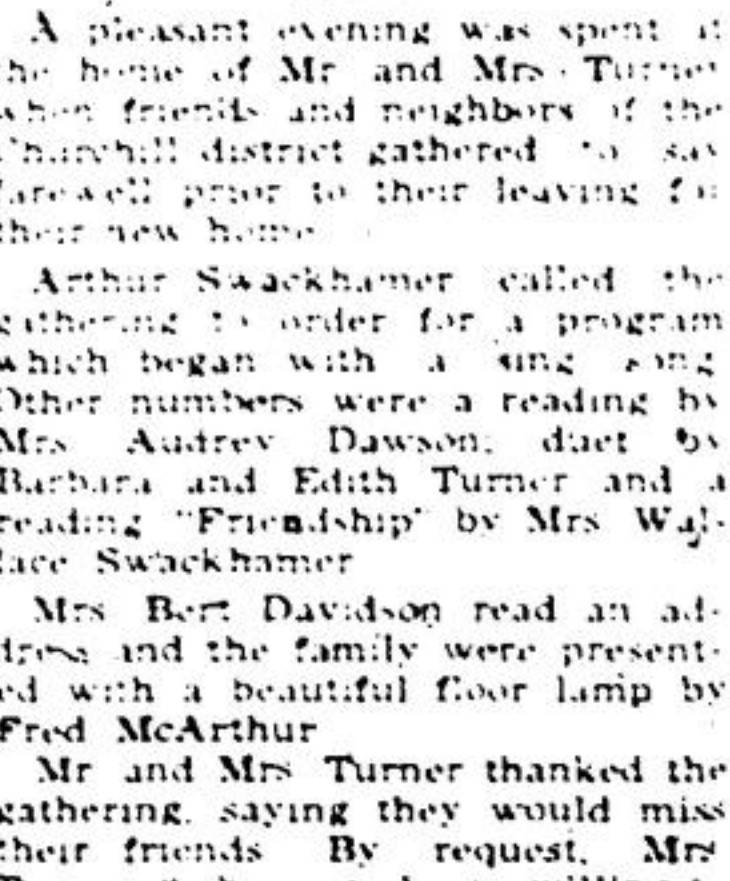 A pleasant evening was spent at
the home of Mr and Mrs. Turner
when friends and neighbors of the
Churchill district gathered to say
farewell prior to their leaving for
their new home
Arthur Swackhamer called the
gathering to order for a program
which began with a sing song
Other numbers were a reading by
Mrs Audrey Dawson; duet by
Barbara and Edith Turner and a
reading "Friendship" by Mrs Wal-
lace Swackhamer
Mrs Bert Davidson read an ad-
dress and the family were present-
ed with a beautiful floor lamp by
Fred McArthur
Mr and Mrs Turner thanked the
gathering, saying they would miss
their friends By request, Mrs